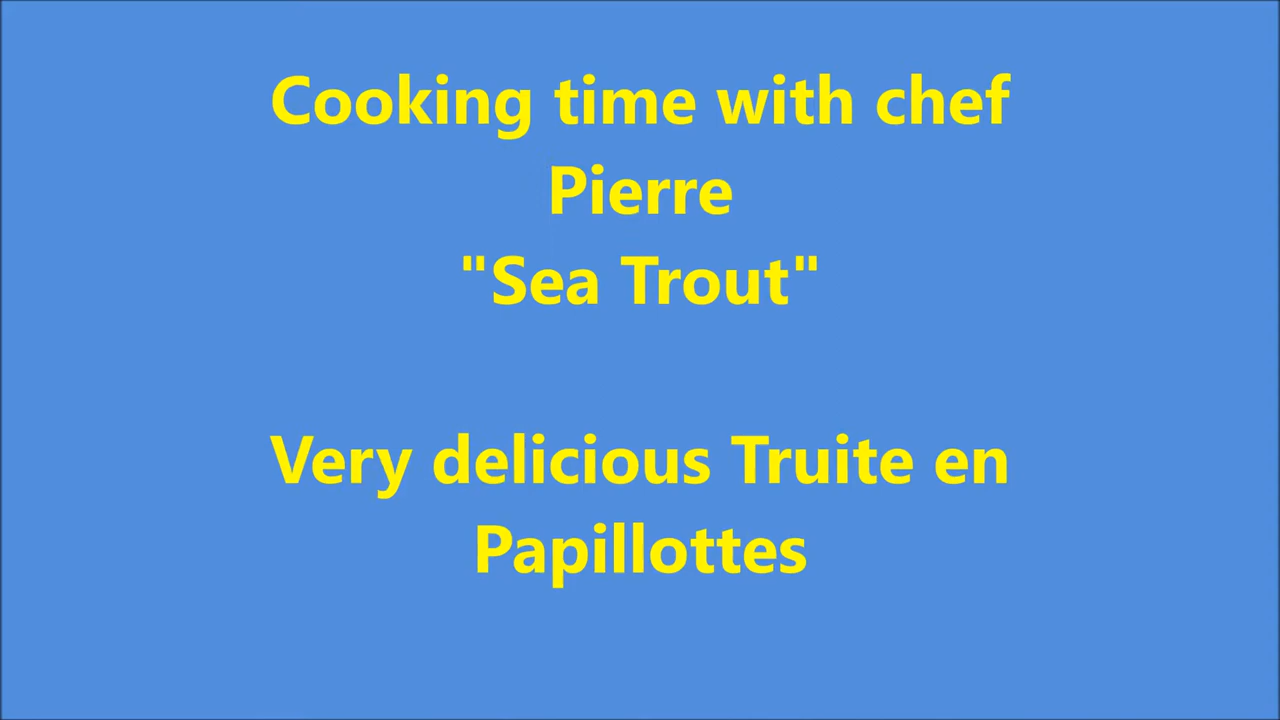 Cooking time with chef
Pierre
"Sea Trout"
Very delicious Truite en
Papillottes